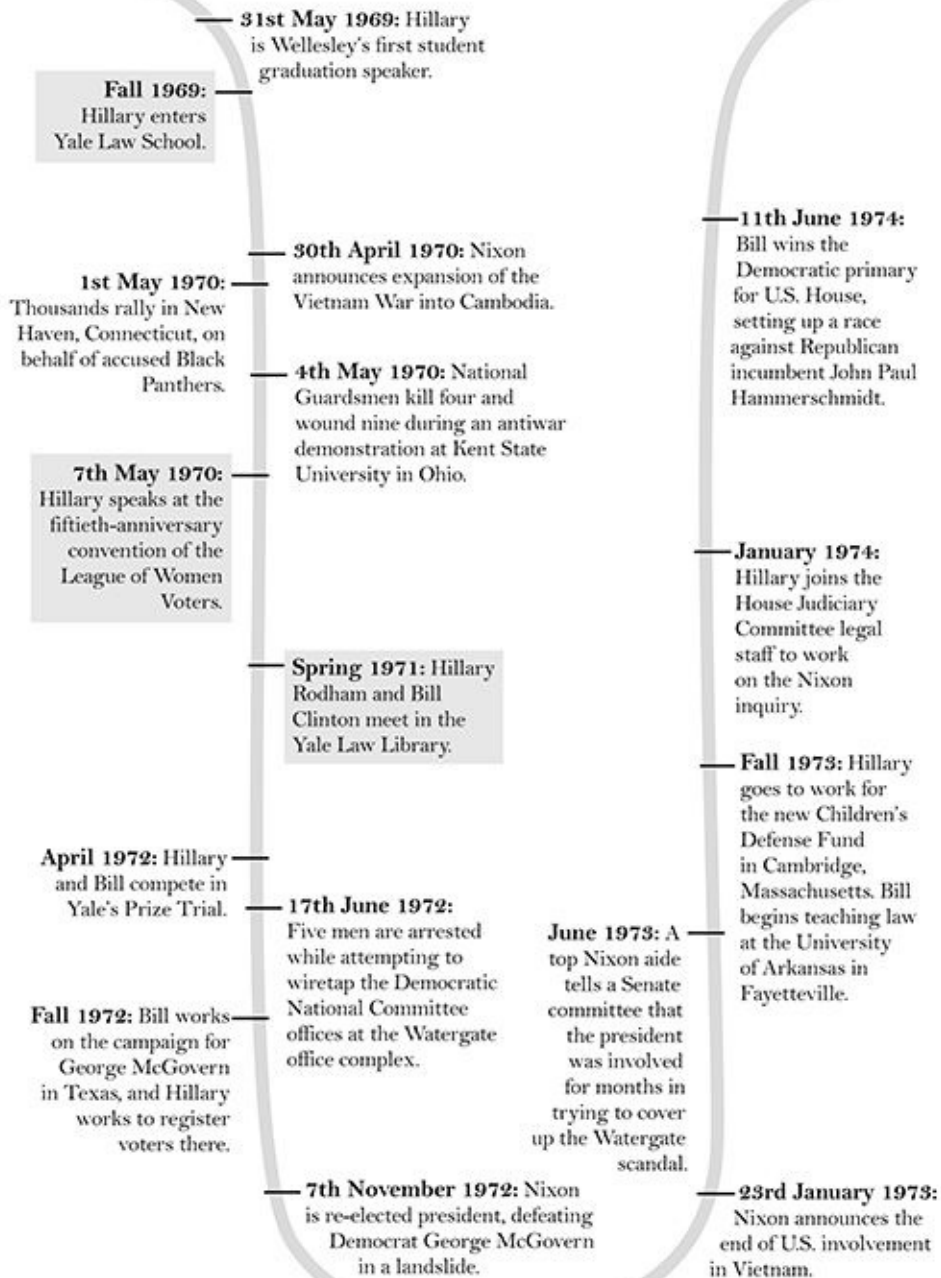 31st May 1969: Hillary
is Wellesley's first student
graduation speaker.
Fall 1969:
Hillary enters
Yale Law School.
30th April 1970: Nixon
announces expansion of the
Vietnam War into Cambodia.
1st May 1970:
Thousands rally in New
Haven, Connecticut, on
behalf of accused Black
Panthers.
4th May 1970: National
Guardsmen kill four and
wound nine during an antiwar
demonstration at Kent State
University in Ohio.
7th May 1970:
Hillary speaks at the
fiftieth-anniversary
convention of the
League of Women
Voters.
Spring 1971: Hillary
Rodham and Bill
Clinton meet in the
Yale Law Library.
April 1972: Hillary
and Bill compete in
Yale's Prize Trial.
17th June 1972:
Five men are arrested
while attempting to
wiretap the Democratic
National Committee
offices at the Watergate
office complex.
Fall 1972: Bill works
on the campaign for
George McGovern
in Texas, and Hillary
works to register
voters there.
7th November 1972: Nixon
is re-elected president, defeating
Democrat George McGovern
in a landslide.
23rd January 1973:
Nixon announces the
end of U.S. involvement
in Vietnam.
June 1973: A
top Nixon aide
tells a Senate
committee that
the president
was involved
for months in
trying to cover
up the Watergate
scandal.
Fall 1973: Hillary
goes to work for
the new Children's
Defense Fund
in Cambridge,
Massachusetts. Bill
begins teaching law
at the University
of Arkansas in
Fayetteville.
January 1974:
Hillary joins the
House Judiciary
Committee legal
staff to work
on the Nixon
inquiry.
11th June 1974:
Bill wins the
Democratic primary
for U.S. House,
setting up a race
against Republican
incumbent John Paul
Hammerschmidt.